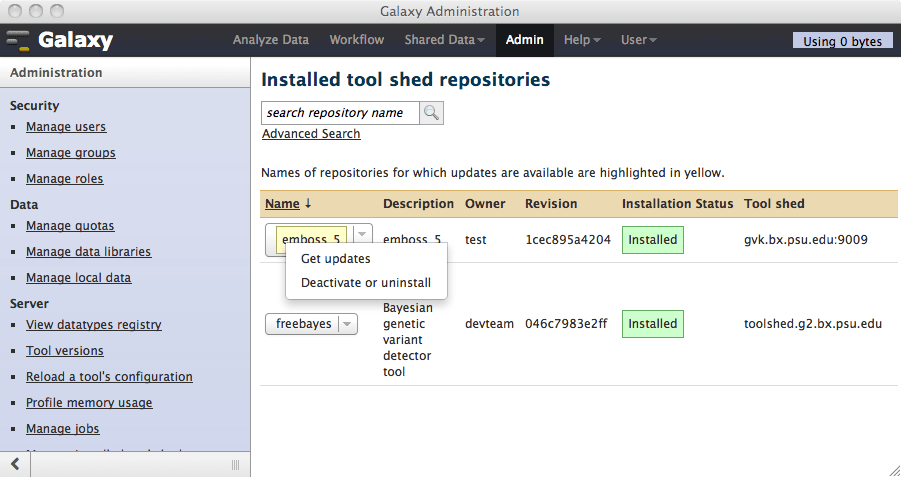 Galaxy Administration
Galaxy
Analyze Data Workflow Shared Data Admin Help User
Using 0 bytes
Administration
Security
Manage users
Manage groups
Manage roles
Data
Manage quotas
Manage data libraries
Manage local data
Server
View datatypes registry
Tool versions
Reload a tool's configuration
Profile memory usage
Manage jobs
Installed tool shed repositories
search repository name
Advanced Search
Names of repositories for which updates are available are highlighted in yellow.
Name ↓ Description Owner Revision Installation Status Tool shed
emboss_5 emboss_5 test 1cec895a4204 Installed gvk.bx.psu.edu:9009
Get updates
Deactivate or uninstall
freebayes Bayesian
genetic
variant
detector
tool
devteam 046c7983e2ff Installed toolshed.g2.bx.psu.edu